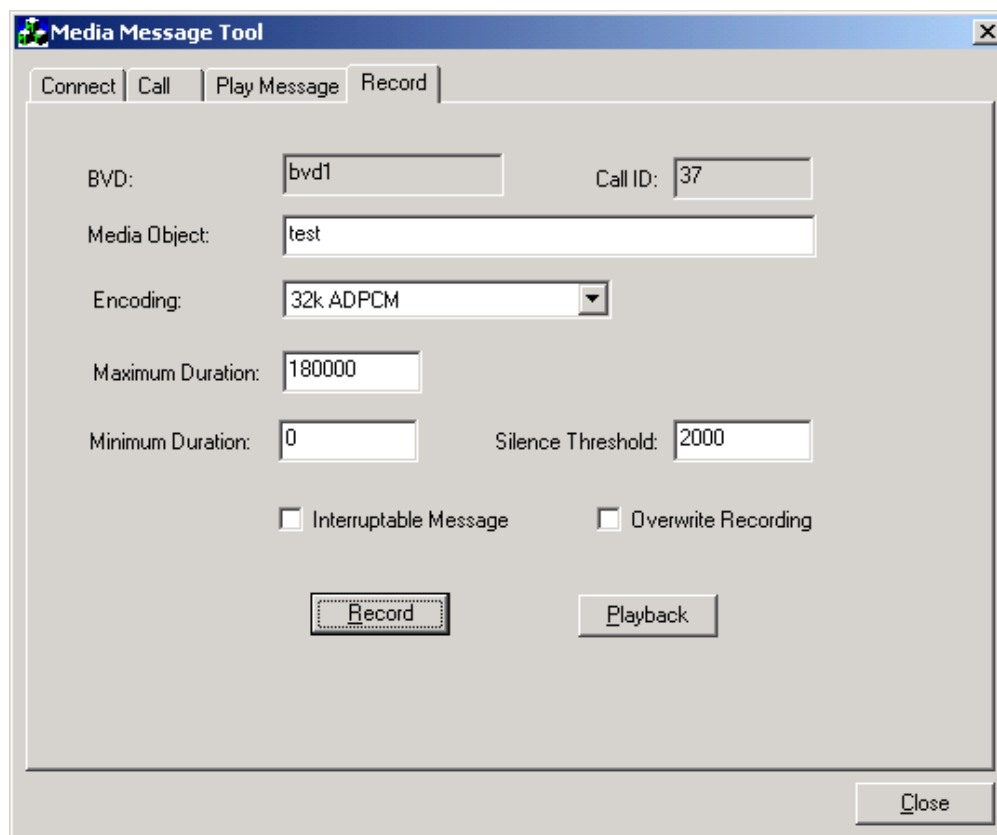 Media Message Tool
Connect Call Play Message Record
BVD: bvd1 Call ID: 37
Media Object: test
Encoding: 32k ADPCM
Maximum Duration: 180000
Minimum Duration: 0 Silence Threshold: 2000
Interruptable Message Overwrite Recording
Record Playback
Close